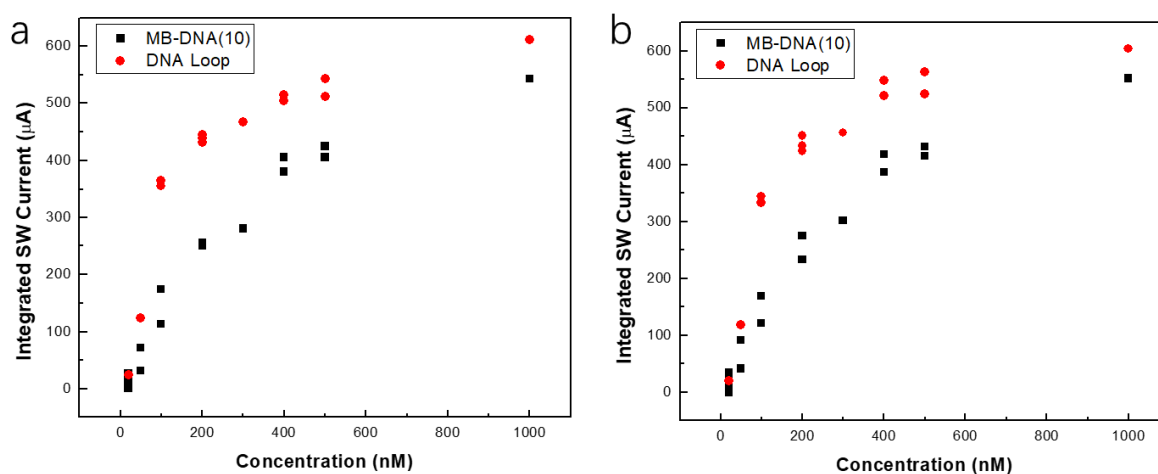 a
MB-DNA(10)
DNA Loop
Integrated SW Current (μA)
600
500
400
300
200
100
0
0 200 400 600 800 1000
Concentration (nM)
b
MB-DNA(10)
DNA Loop
Integrated SW Current (μA)
600
500
400
300
200
100
0
0 200 400 600 800 1000
Concentration (nM)